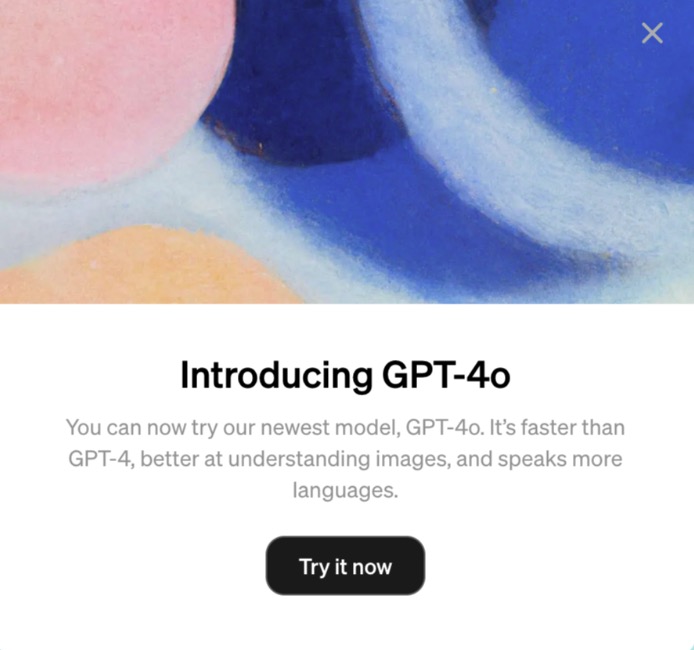 Introducing GPT-4o
You can now try our newest model, GPT-4o. It’s faster than
GPT-4, better at understanding images, and speaks more
languages.
Try it now